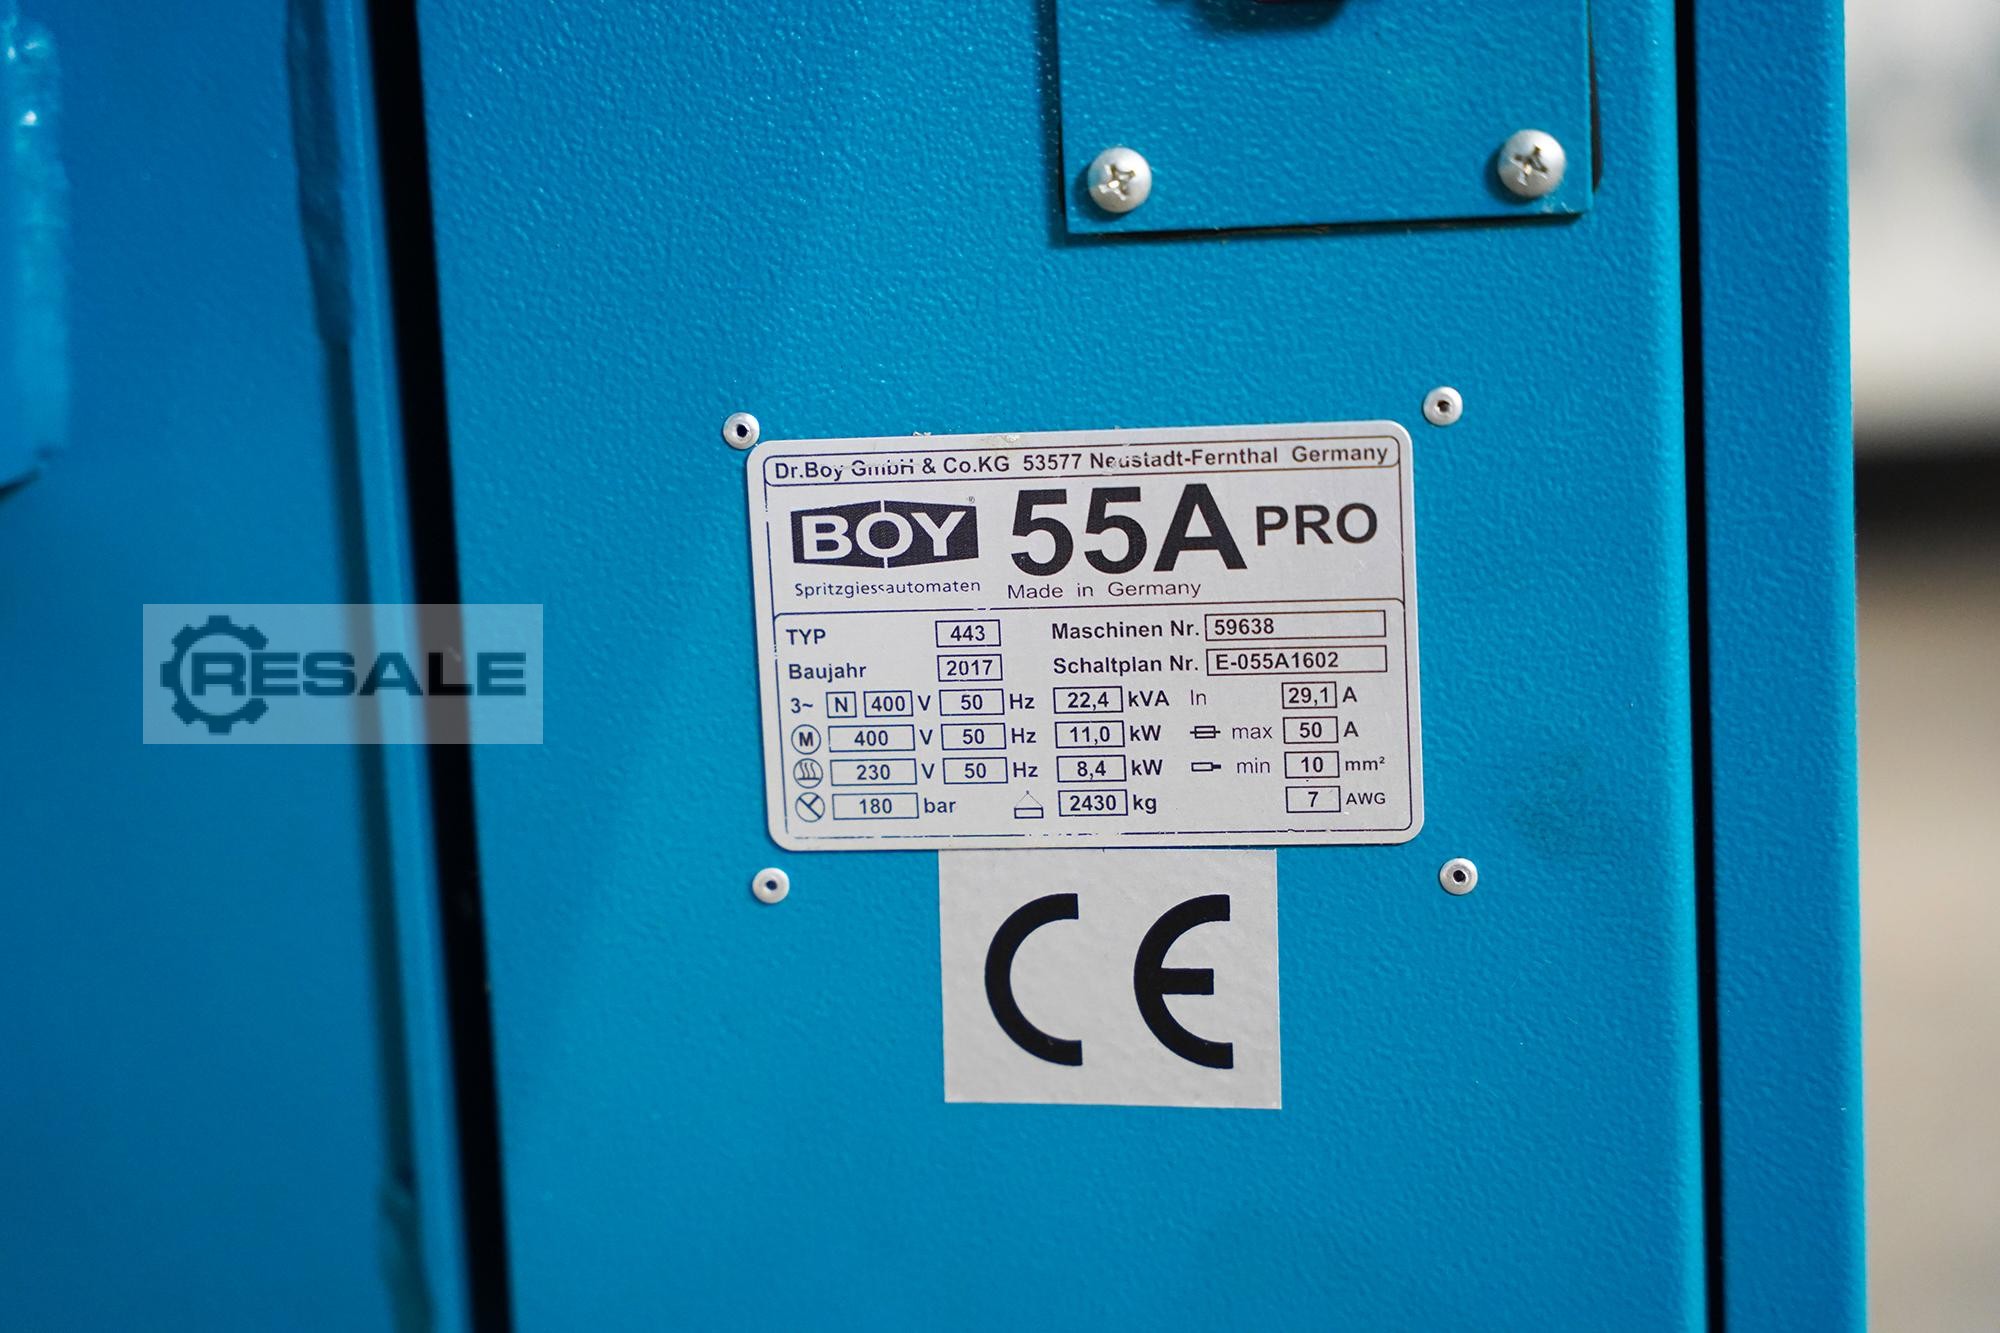 Dr.Boy GmbH & Co.KG 53577 Neustadt-Fernthal Germany
BOY ® 55A PRO
Spritzgiessautomaten Made in Germany
TYP 443 Maschinen Nr. 59638
Baujahr 2017 Schaltplan Nr. E-055A1602
3~ N 400 V 50 Hz 22,4 kVA In 29,1 A
M 400 V 50 Hz 11,0 kW max 50 A
230 V 50 Hz 8,4 kW min 10 mm²
180 bar 2430 kg 7 AWG
CE
RESALE